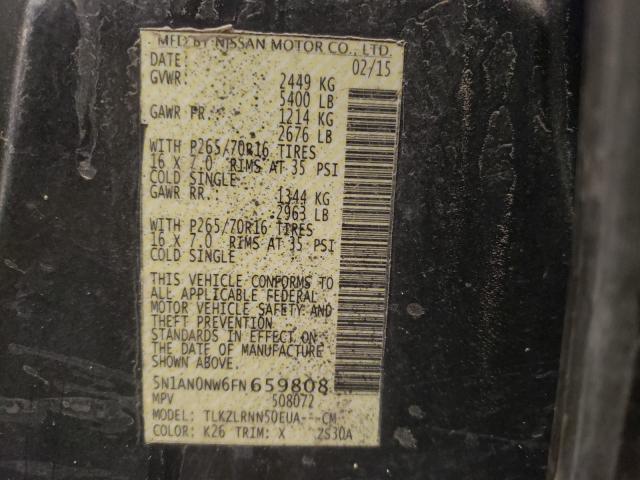 MFD BY NISSAN MOTOR CO., LTD.
DATE: 02/15
GVWR: 2449 KG
5400 LB
GAWR FR.: 1214 KG
2676 LB
WITH P265/70R16 TIRES
16 X 7.0 RIMS AT 35 PSI
COLD SINGLE
GAWR RR.: 1344 KG
2963 LB
WITH P265/70R16 TIRES
16 X 7.0 RIMS AT 35 PSI
COLD SINGLE
THIS VEHICLE CONFORMS TO
ALL APPLICABLE FEDERAL
MOTOR VEHICLE SAFETY AND
THEFT PREVENTION
STANDARDS IN EFFECT ON
THE DATE OF MANUFACTURE
SHOWN ABOVE.
5N1AN0NW6FN659808
MPV 508072
MODEL: TLKZLRNN50EUA---CM
COLOR: K26 TRIM: X ZS30A